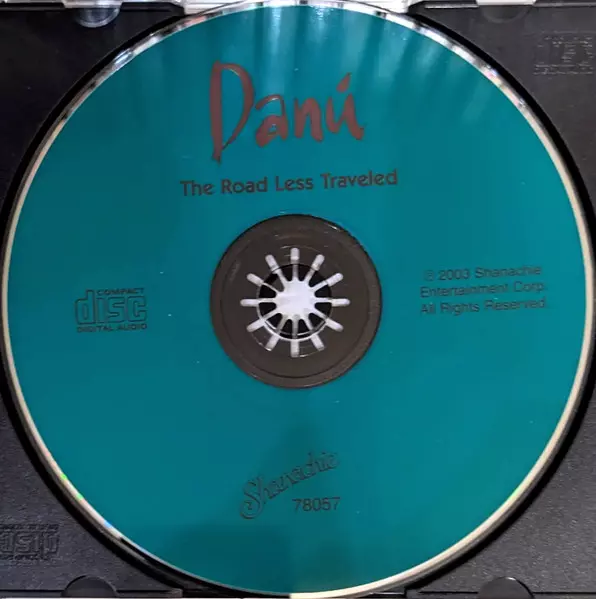 Danú
The Road Less Traveled
COMPACT
disc
DIGITAL AUDIO
℗ 2003 Shanachie
Entertainment Corp.
All Rights Reserved.
Shanachie
78057